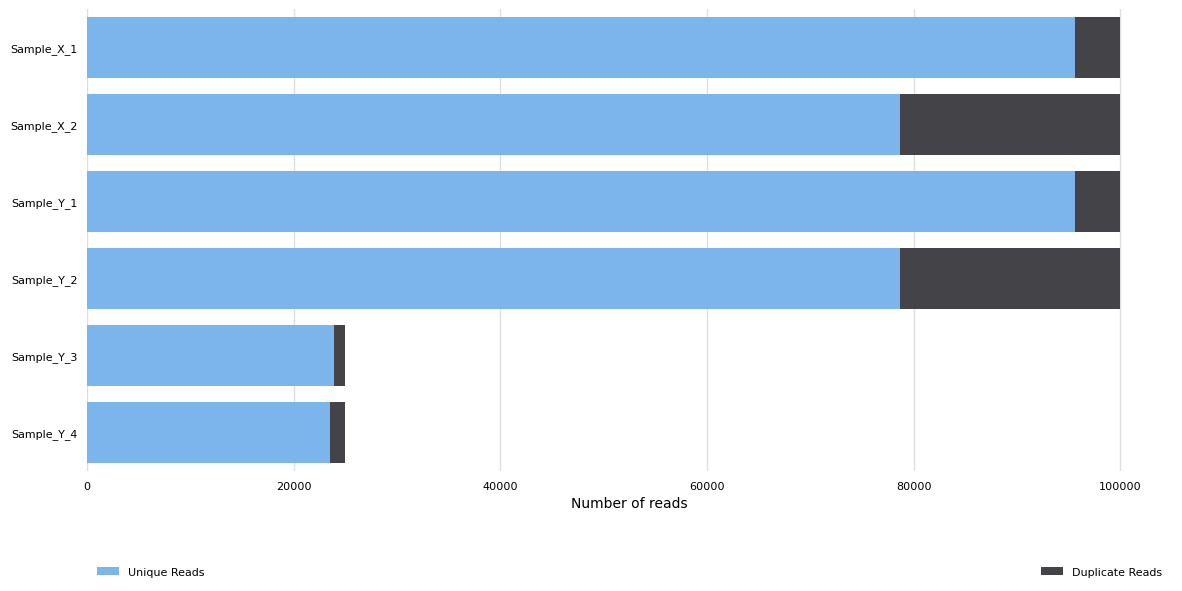 Sample_X_1
Sample_X_2
Sample_Y_1
Sample_Y_2
Sample_Y_3
Sample_Y_4
0 20000 40000 60000 80000 100000
Number of reads
Unique Reads Duplicate Reads